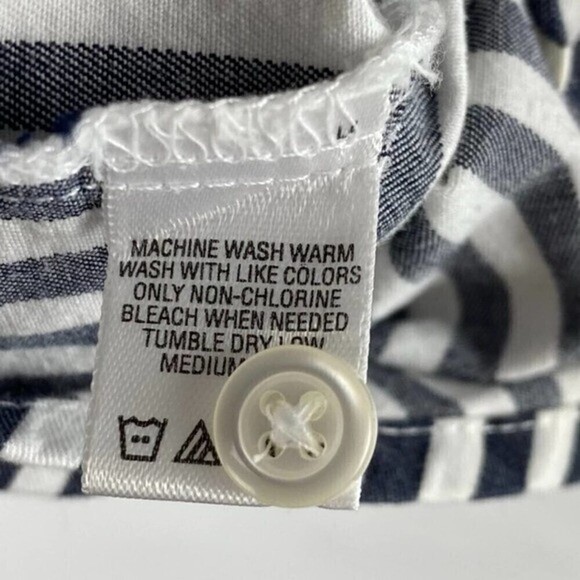 MACHINE WASH WARM
WASH WITH LIKE COLORS
ONLY NON-CHLORINE
BLEACH WHEN NEEDED
TUMBLE DRY LOW
MEDIUM